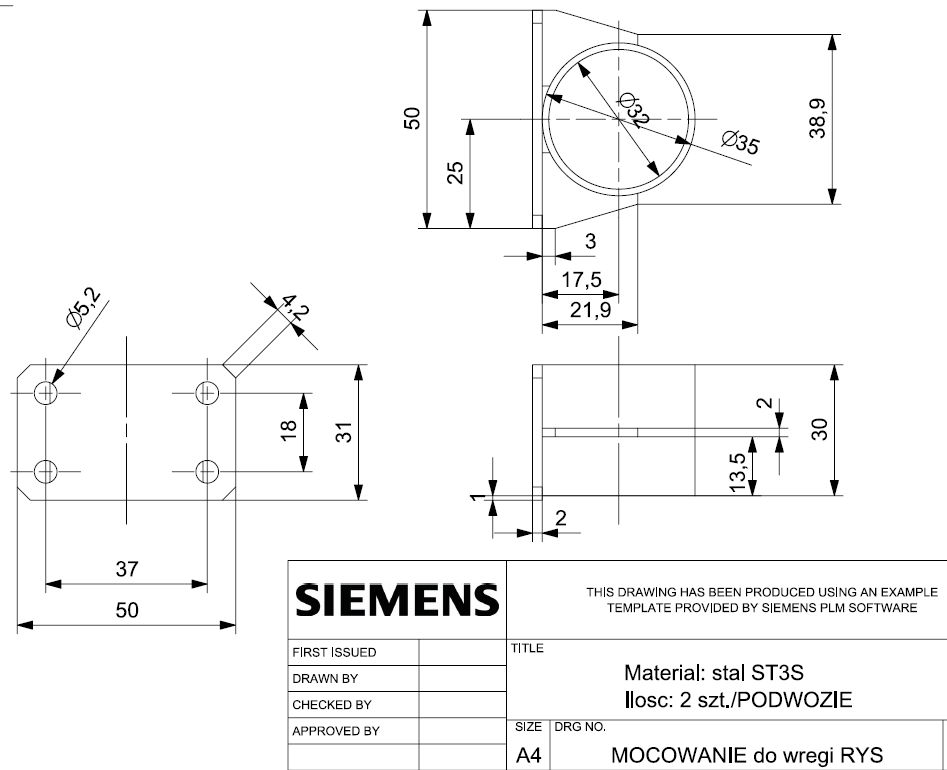 50
25
Ø32
Ø35
38,9
3
17,5
21,9
Ø5,2
4,2
18
31
37
50
2
30
13,5
1
2
SIEMENS
THIS DRAWING HAS BEEN PRODUCED USING AN EXAMPLE
TEMPLATE PROVIDED BY SIEMENS PLM SOFTWARE
FIRST ISSUED
DRAWN BY
CHECKED BY
APPROVED BY
TITLE
Material: stal ST3S
Ilosc: 2 szt./PODWOZIE
SIZE
DRG NO.
A4
MOCOWANIE do wregi RYS